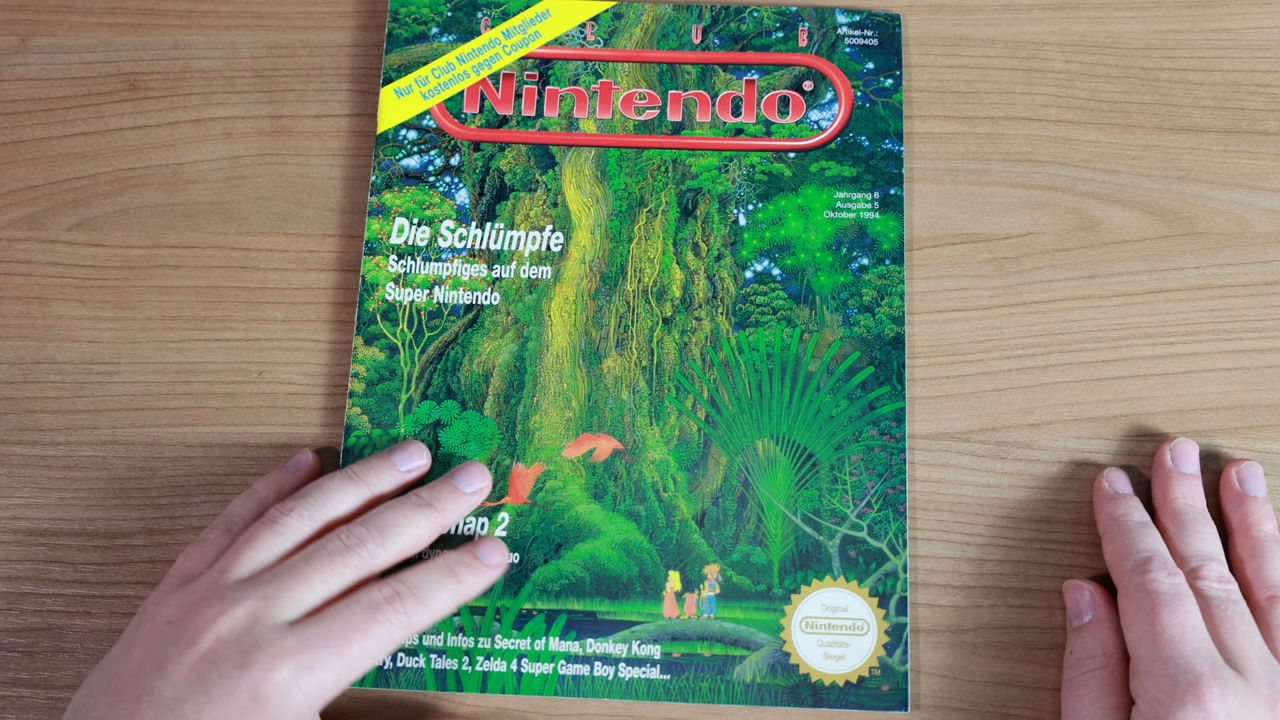 CLUB
Nintendo®
Nur für Club Nintendo Mitglieder
kostenlos gegen Coupon
Artikel-Nr.:
5009405
Jahrgang 6
Ausgabe 5
Oktober 1994
Die Schlümpfe
Schlumpfiges auf dem
Super Nintendo
2
ps und Infos zu Secret of Mana, Donkey Kong
Duck Tales 2, Zelda 4 Super Game Boy Special...
Original
Nintendo
Qualitäts-
Siegel
TM